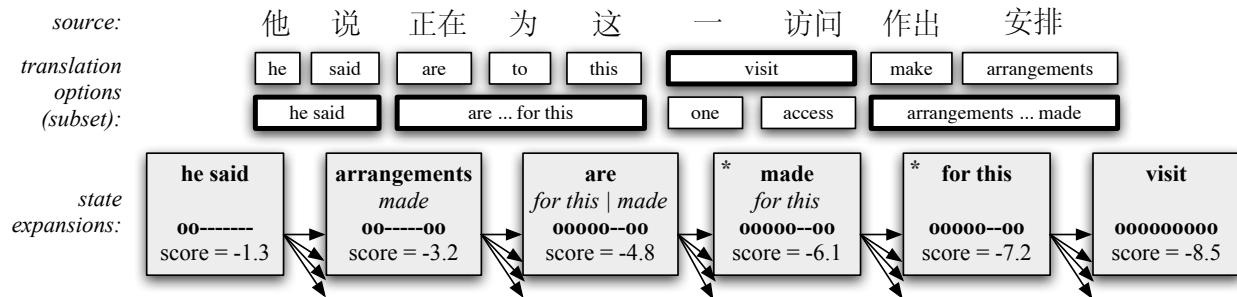 source: 他 说 正在 为 这 一 访问 作出 安排
translation options (subset):
he said are to this visit make arrangements
he said are ... for this one access arrangements ... made
state expansions:
he said arrangements are * made * for this visit
made for this | made for this
oo------- oo-----oo ooooo--oo ooooo--oo ooooo--oo ooooooooo
score = -1.3 score = -3.2 score = -4.8 score = -6.1 score = -7.2 score = -8.5